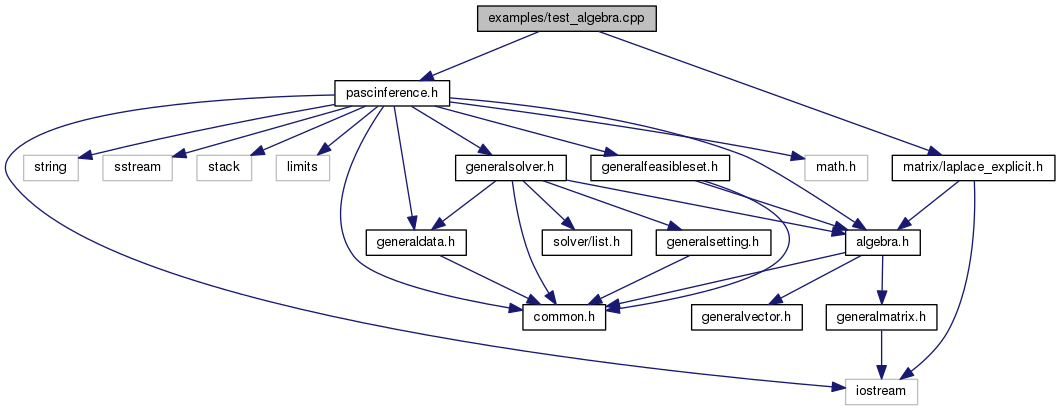 examples/test_algebra.cpp
pascinference.h
string
sstream
stack
limits
generalsolver.h
generalfeasibleset.h
math.h
matrix/laplace_explicit.h
generaldata.h
solver/list.h
generalsetting.h
algebra.h
common.h
generalvector.h
generalmatrix.h
iostream